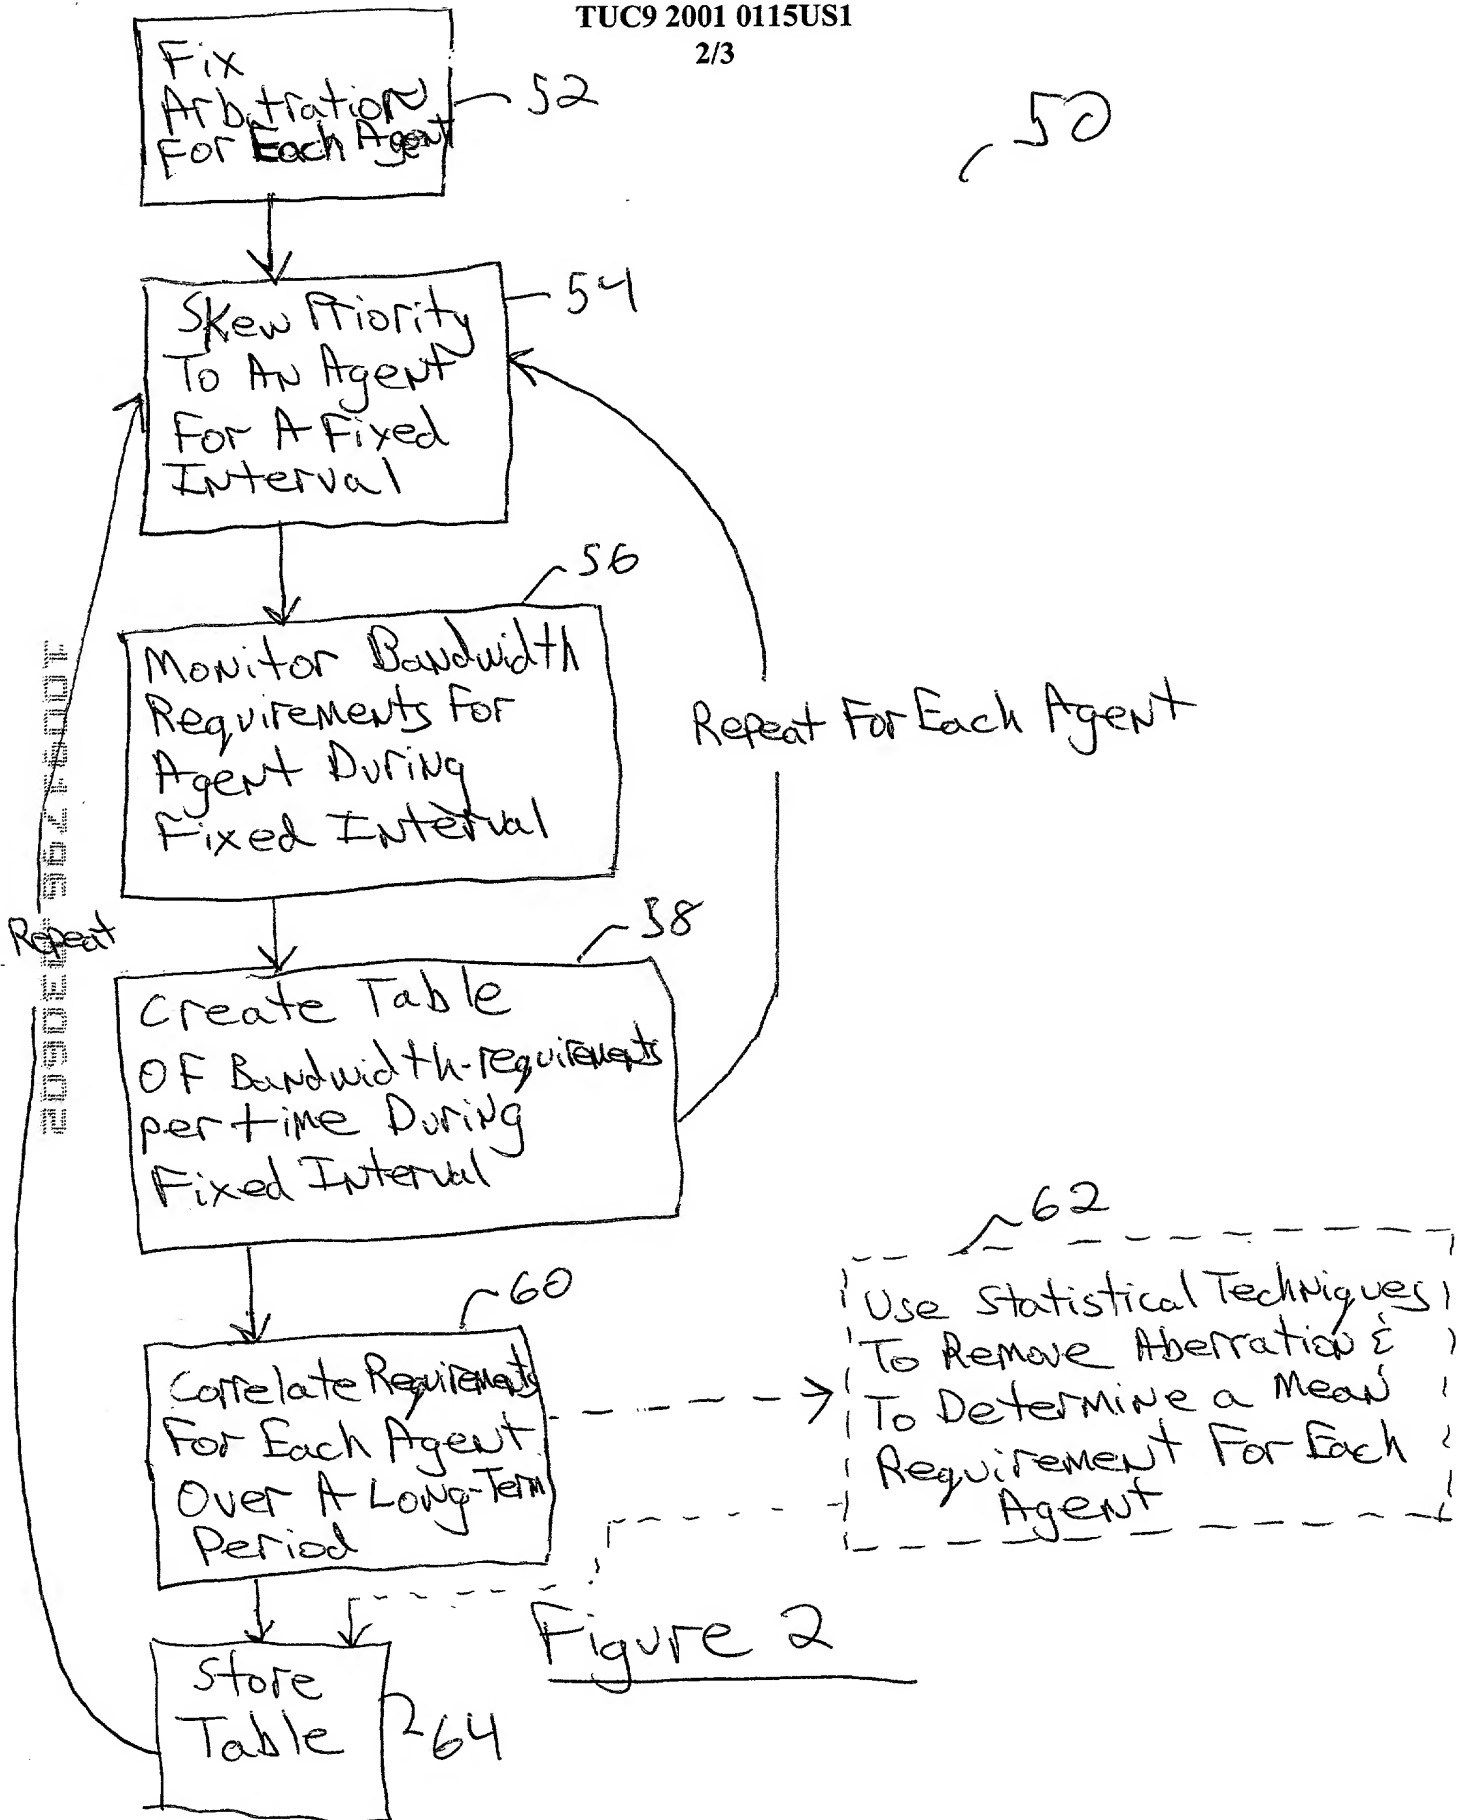 TUC9 2001 0115US1
2/3
Fix
Arbitration
For Each Agent
52
50
Skew Priority
To An Agent
For A Fixed
Interval
54
56
Monitor Bandwidth
Requirements For
Agent During
Fixed Interval
Repeat For Each Agent
Repeat
58
Create Table
OF Bandwidth-requirements
per time During
Fixed Interval
62
60
Use Statistical Techniques
To Remove Aberration &
To Determine a Mean
Requirement For Each
Agent
Correlate Requirements
For Each Agent
Over A Long-Term
Period
Figure 2
Store
Table
64